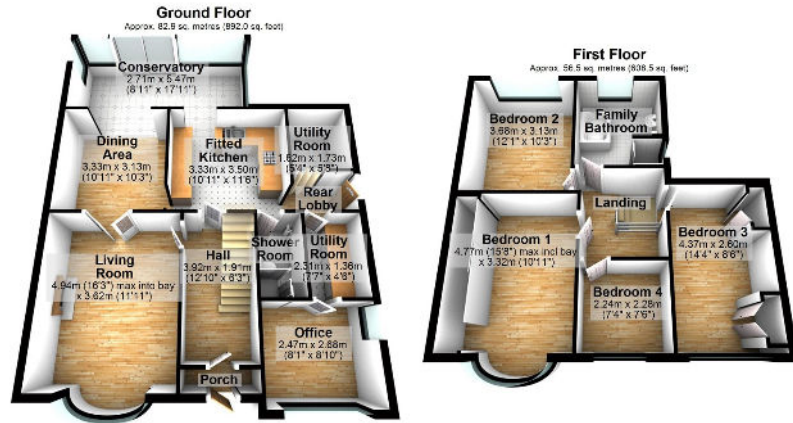 Ground Floor
Approx. 82.9 sq. metres (892.0 sq. feet)
Conservatory
2.71m x 5.47m
(8'11" x 17'11")
Dining
Area
3.33m x 3.13m
(10'11" x 10'3")
Fitted
Kitchen
3.33m x 3.50m
(10'11" x 11'6")
Utility
Room
1.62m x 1.73m
(5'4" x 5'8")
Rear
Lobby
Living
Room
4.94m (16'3") max into bay
x 3.62m (11'11")
Hall
3.92m x 1.91m
(12'10" x 6'3")
Shower
Room
Utility
Room
2.31m x 1.36m
(7'7" x 4'6")
Office
2.47m x 2.68m
(8'1" x 8'10")
Porch
First Floor
Approx. 56.5 sq. metres (608.5 sq. feet)
Bedroom 2
3.68m x 3.13m
(12'1" x 10'3")
Family
Bathroom
Landing
Bedroom 1
4.77m (15'8") max incl bay
x 3.32m (10'11")
Bedroom 3
4.37m x 2.60m
(14'4" x 8'6")
Bedroom 4
2.24m x 2.28m
(7'4" x 7'6")